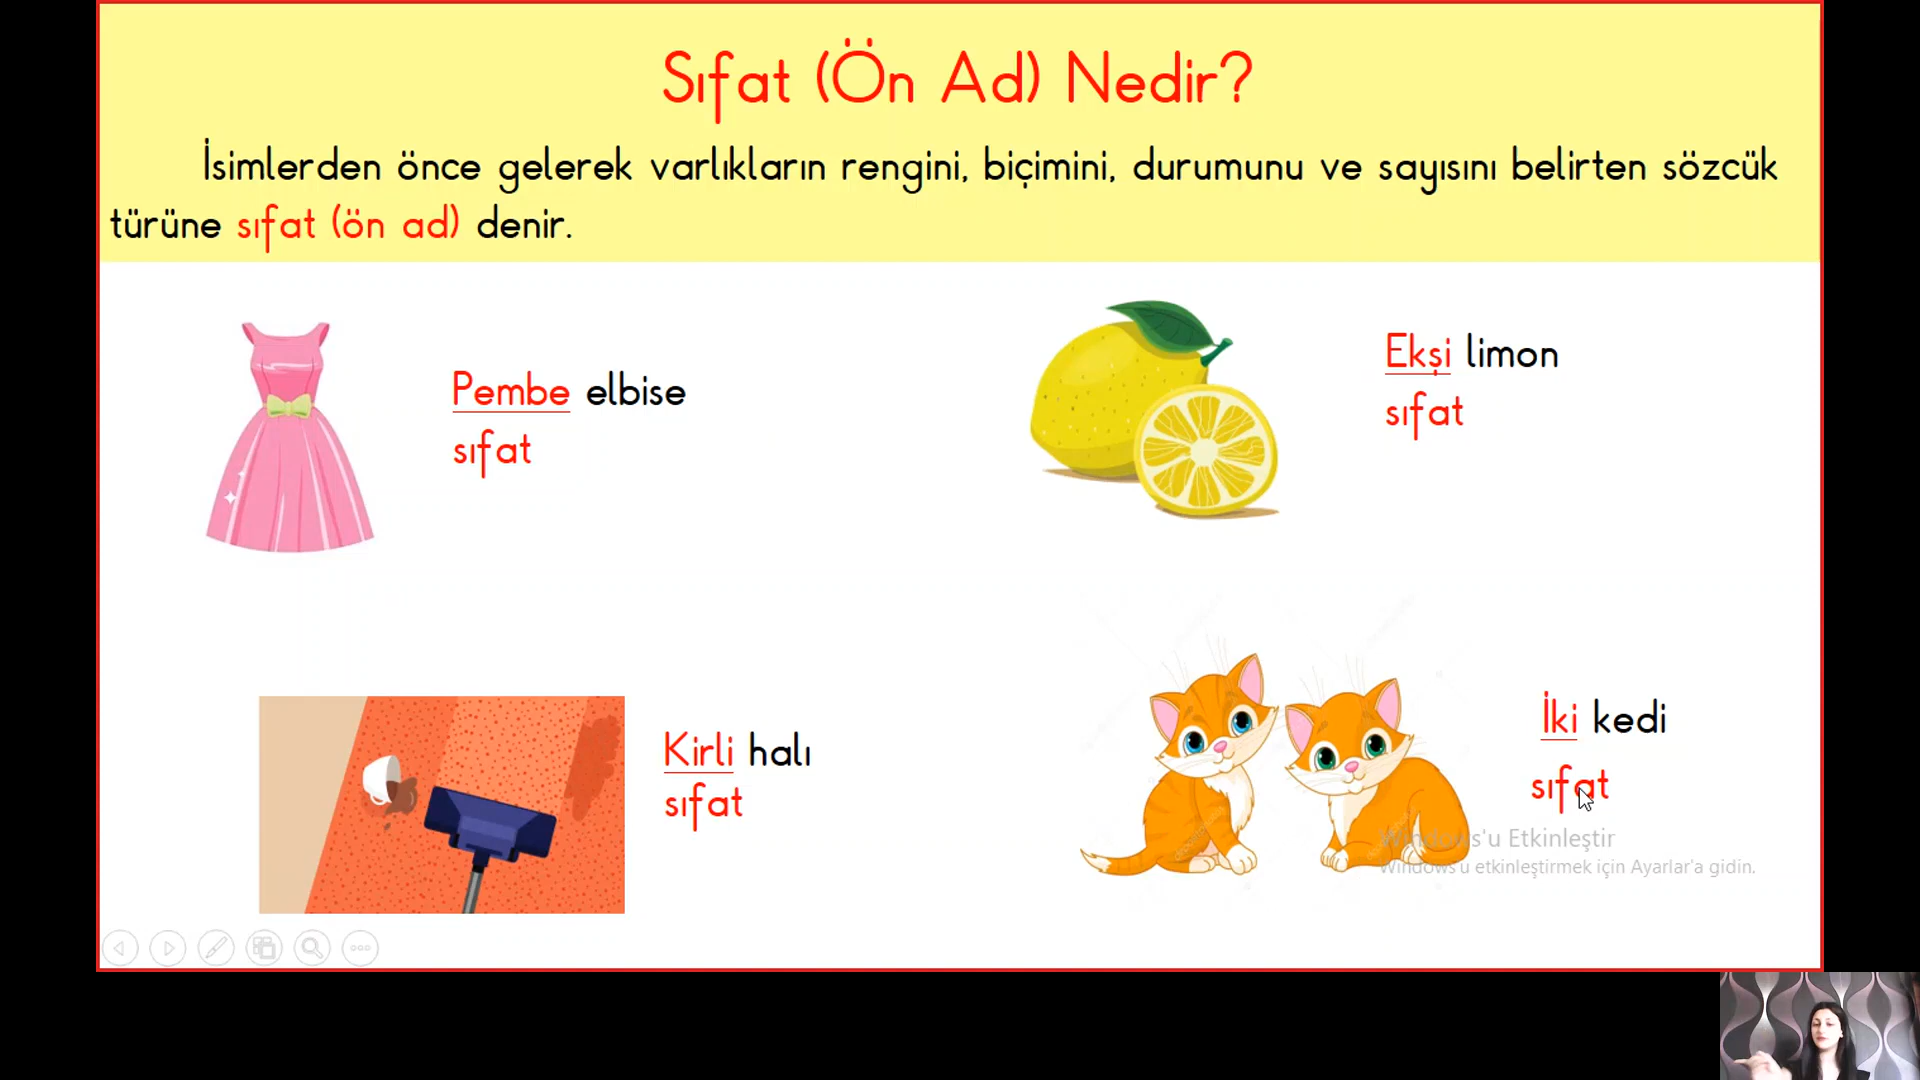 Sıfat (Ön Ad) Nedir?
İsimlerden önce gelerek varlıkların rengini, biçimini, durumunu ve sayısını belirten sözcük
türüne sıfat (ön ad) denir.
Pembe elbise
sıfat
Ekşi limon
sıfat
Kirli halı
sıfat
İki kedi
sıfat
Windows'u Etkinleştir
Windows'u etkinleştirmek için Ayarlar'a gidin.